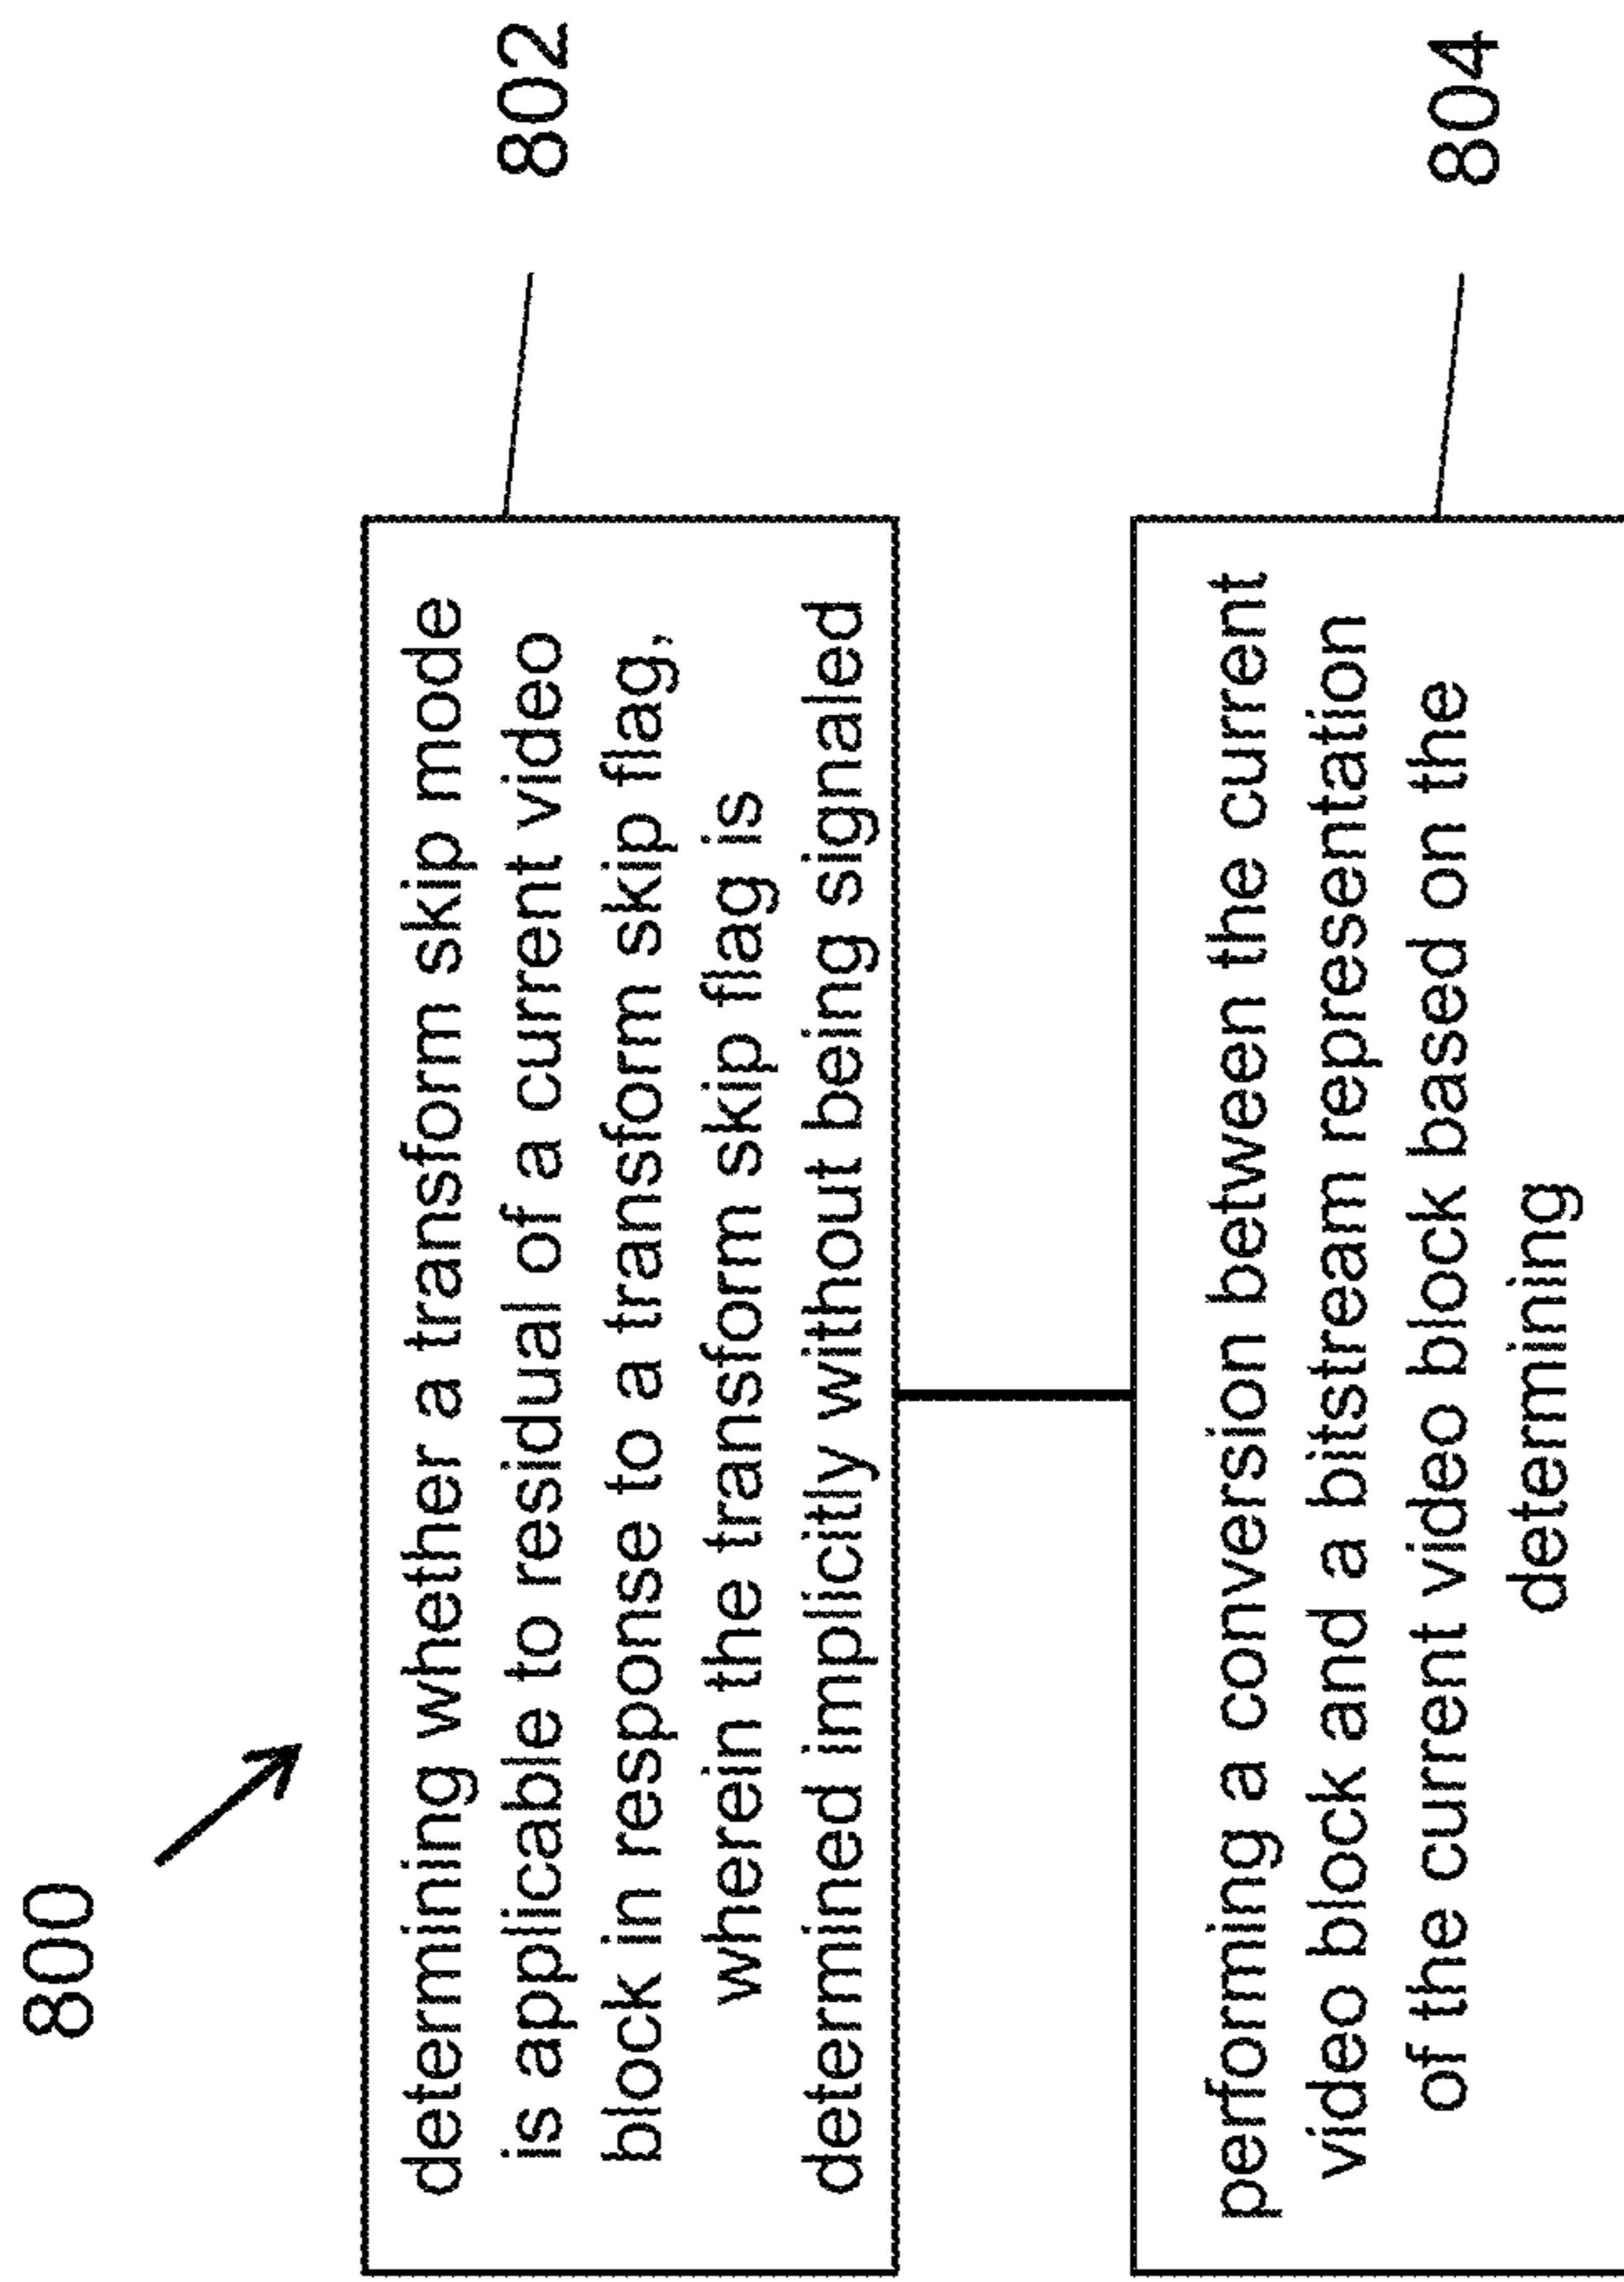 800
determining whether a transform skip mode
is applicable to residual of a current video
block in response to a transform skip flag,
wherein the transform skip flag is
determined implicitly without being signaled
802
performing a conversion between the current
video block and a bitstream representation
of the current video block based on the
determining
804